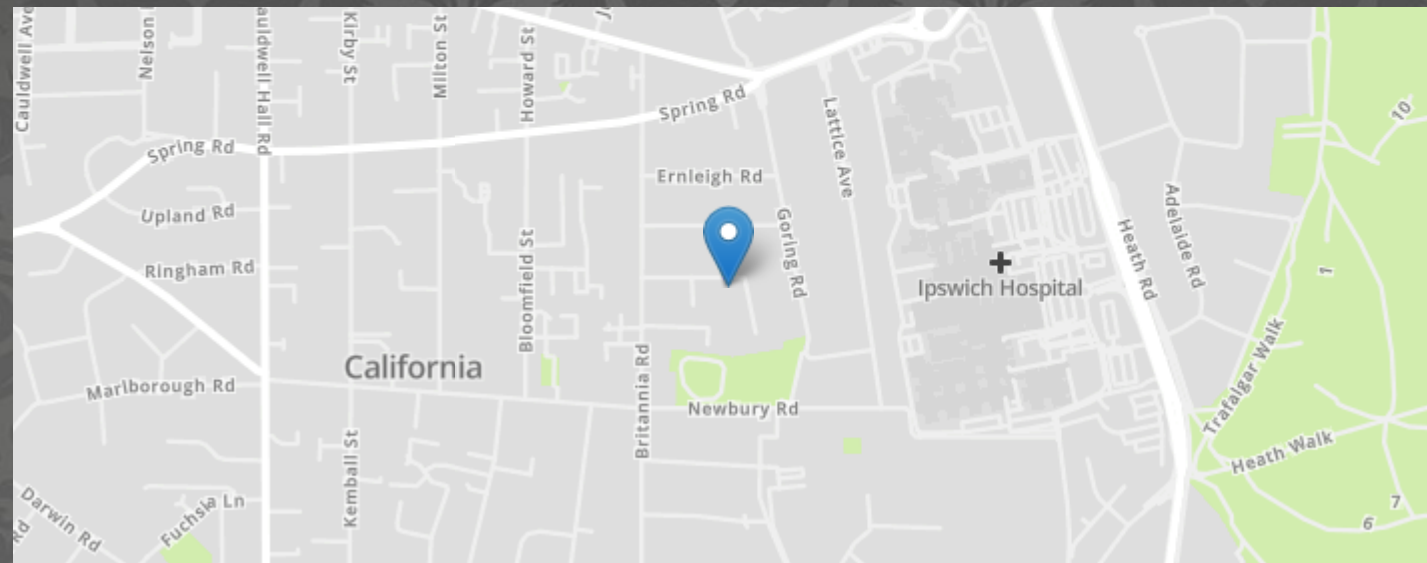 Cauldwell Ave
Nelson
auldwell Hall Rd
Kirby St
Milton St
Howard St
Spring Rd
Lattice Ave
10
Spring Rd
Ernleigh Rd
Upland Rd
Goring Rd
Adelaide Rd
Heath Rd
Ringham Rd
Bloomfield St
Ipswich Hospital
1
California
Britannia Rd
Trafalgar Walk
Marlborough Rd
Newbury Rd
Heath Walk
Kemball St
Darwin Rd
Fuchsia Ln
Rd
7
6